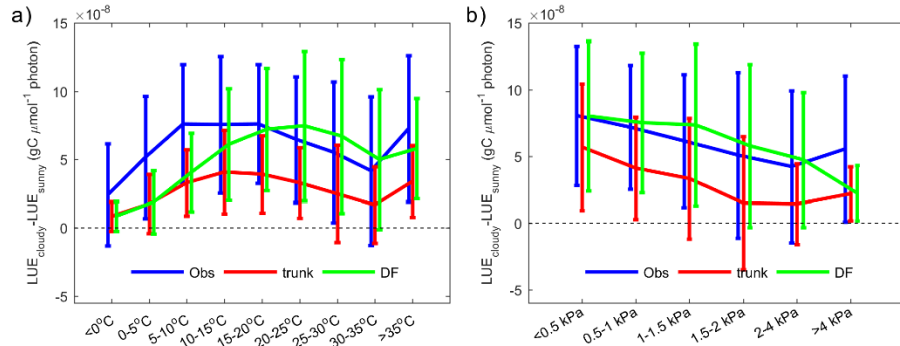 a)
×10⁻⁸
15
10
5
0
-5
LUEcloudy-LUEsunny (gC μmol⁻¹ photon)
Obs trunk DF
<0°C 0-5°C 5-10°C 10-15°C 15-20°C 20-25°C 25-30°C 30-35°C >35°C
b)
×10⁻⁸
15
10
5
0
-5
LUEcloudy-LUEsunny (gC μmol⁻¹ photon)
Obs trunk DF
<0.5 kPa 0.5-1 kPa 1-1.5 kPa 1.5-2 kPa 2-4 kPa >4 kPa